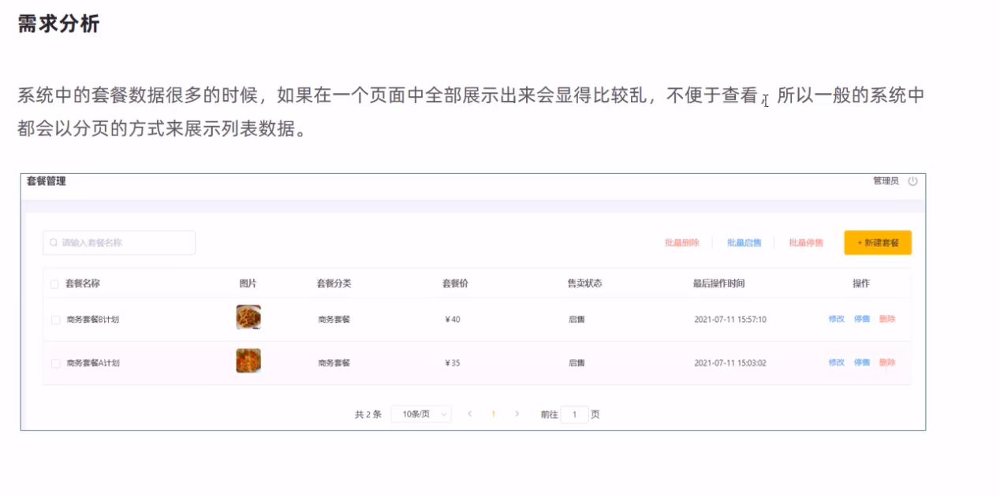 需求分析
系统中的套餐数据很多的时候，如果在一个页面中全部展示出来会显得比较乱，不便于查看，所以一般的系统中
都会以分页的方式来展示列表数据。
套餐管理 管理员
请输入套餐名称 批量删除 批量启售 批量停售 + 新建套餐
套餐名称 图片 套餐分类 套餐价 售卖状态 最后操作时间 操作
商务套餐B计划 商务套餐 ¥40 启售 2021-07-11 15:57:10 修改 停售 删除
商务套餐A计划 商务套餐 ¥35 启售 2021-07-11 15:03:02 修改 停售 删除
共 2 条 10条/页 1 前往 1 页